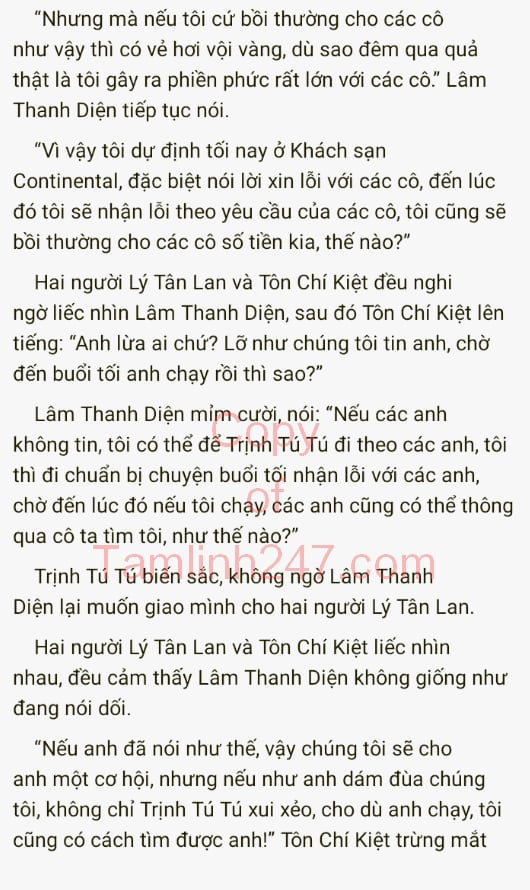 “Nhưng mà nếu tôi cứ bồi thường cho các cô
như vậy thì có vẻ hơi vội vàng, dù sao đêm qua quả
thật là tôi gây ra phiền phức rất lớn với các cô.” Lâm
Thanh Diện tiếp tục nói.
“Vì vậy tôi dự định tối nay ở Khách sạn
Continental, đặc biệt nói lời xin lỗi với các cô, đến lúc
đó tôi sẽ nhận lỗi theo yêu cầu của các cô, tôi cũng sẽ
bồi thường cho các cô số tiền kia, thế nào?”
Hai người Lý Tân Lan và Tôn Chí Kiệt đều nghi
ngờ liếc nhìn Lâm Thanh Diện, sau đó Tôn Chí Kiệt lên
tiếng: “Anh lừa ai chứ? Lỡ như chúng tôi tin anh, chờ
đến buổi tối anh chạy rồi thì sao?”
Lâm Thanh Diện mỉm cười, nói: “Nếu các anh
không tin, tôi có thể để Trịnh Tú Tú đi theo các anh, tôi
thì đi chuẩn bị chuyện buổi tối nhận lỗi với các anh,
chờ đến lúc đó nếu tôi chạy, các anh cũng có thể thông
qua cô ta tìm tôi, như thế nào?”
Trịnh Tú Tú biến sắc, không ngờ Lâm Thanh
Diện lại muốn giao mình cho hai người Lý Tân Lan.
Hai người Lý Tân Lan và Tôn Chí Kiệt liếc nhìn
nhau, đều cảm thấy Lâm Thanh Diện không giống như
đang nói dối.
“Nếu anh đã nói như thế, vậy chúng tôi sẽ cho
anh một cơ hội, nhưng nếu như anh dám đùa chúng
tôi, không chỉ Trịnh Tú Tú xui xẻo, cho dù anh chạy, tôi
cũng có cách tìm được anh!” Tôn Chí Kiệt trừng mắt
Copy
of
Tamlinh247.com